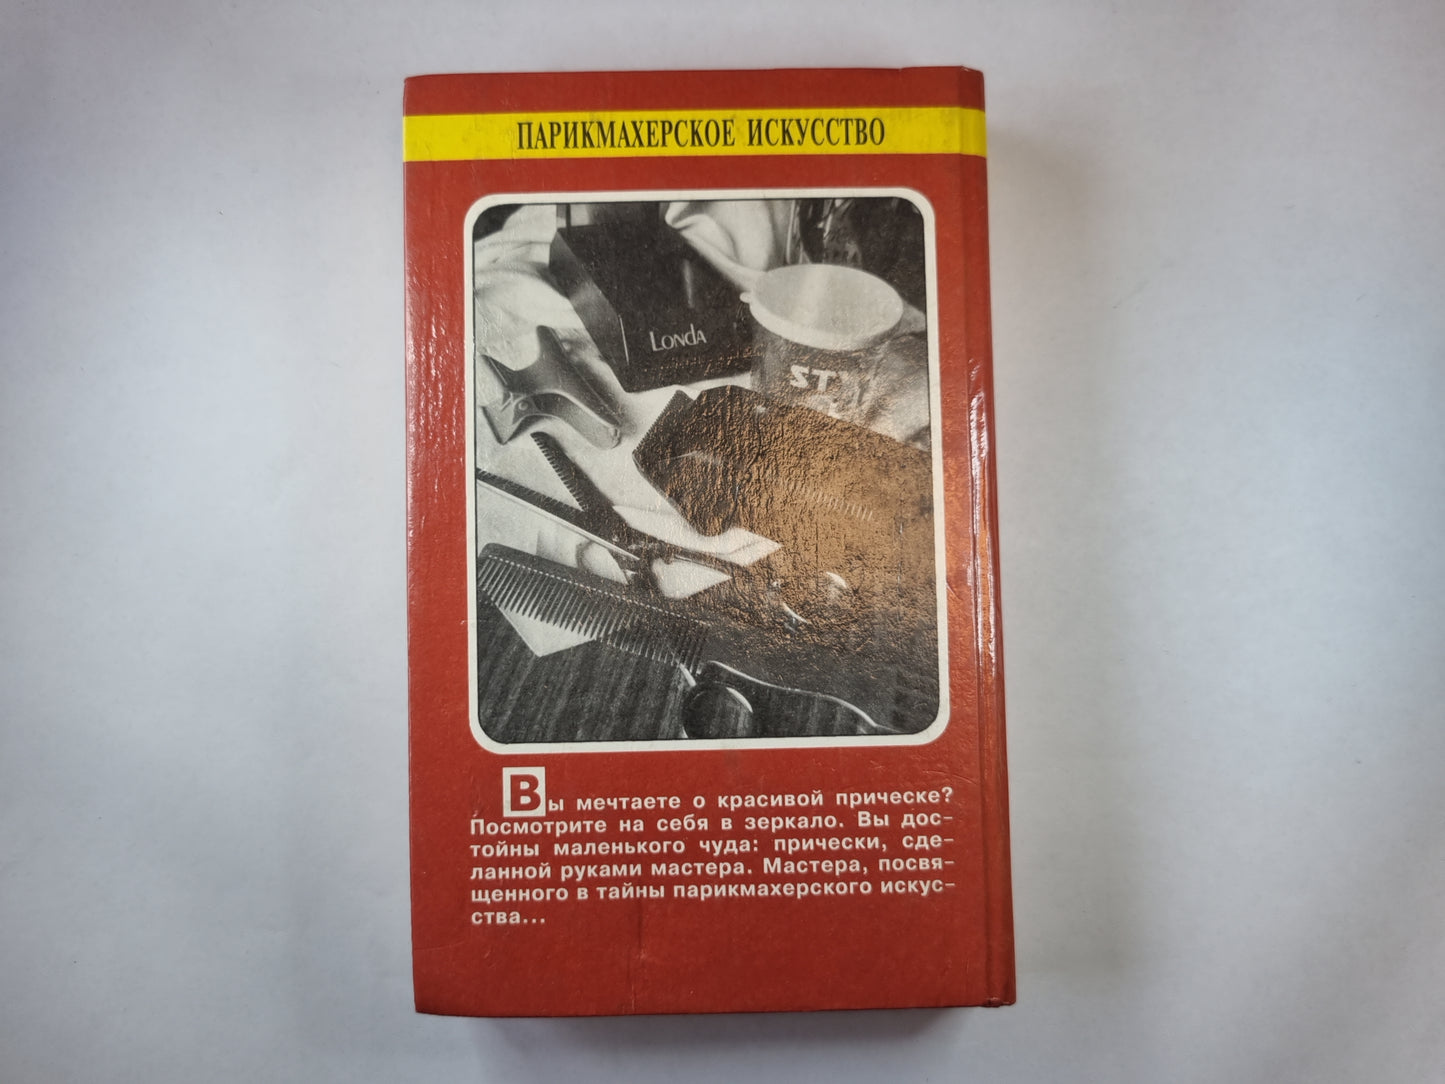 ПАРИКМАХЕРСКОЕ ИСКУССТВО
LONDA
ST
Вы мечтаете о красивой прическе?
Посмотрите на себя в зеркало. Вы дос-
тойны маленького чуда: прически, сде-
ланной руками мастера. Мастера, посвя-
щенного в тайны парикмахерского искус-
ства...